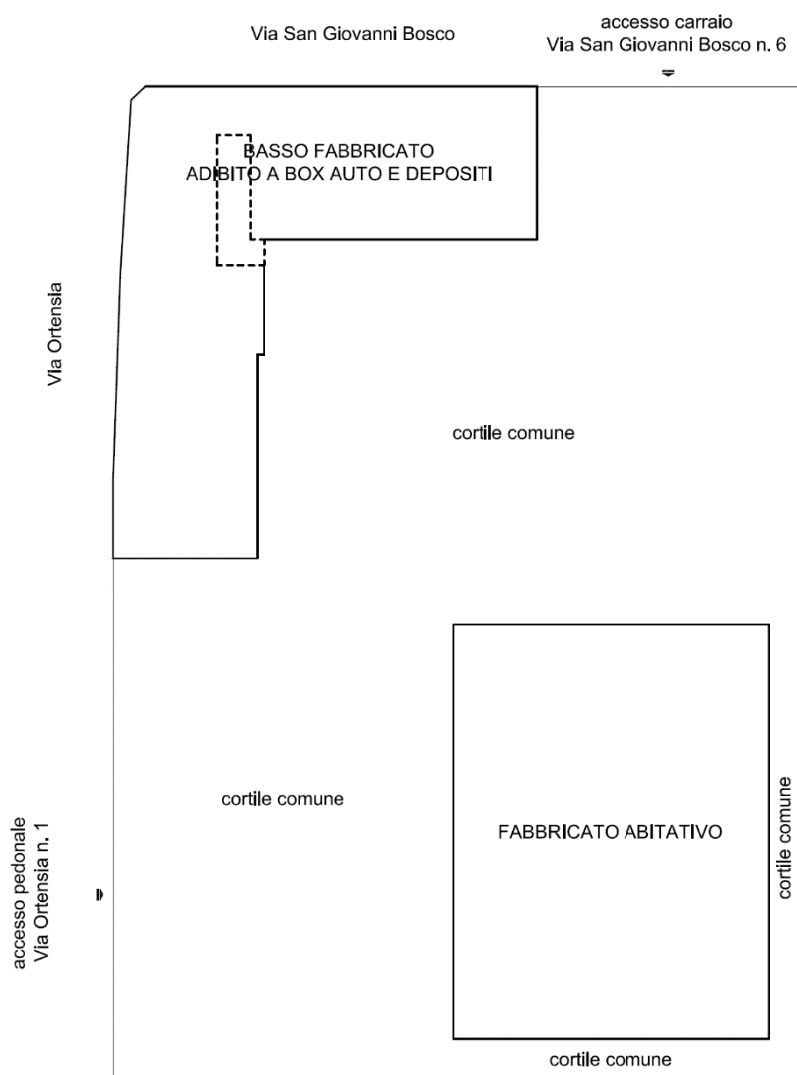 Via San Giovanni Bosco
accesso carraio
Via San Giovanni Bosco n. 6
BASSO FABBRICATO
ADIBITO A BOX AUTO E DEPOSITI
Via Ortensia
cortile comune
cortile comune
FABBRICATO ABITATIVO
cortile comune
accesso pedonale
Via Ortensia n. 1
cortile comune